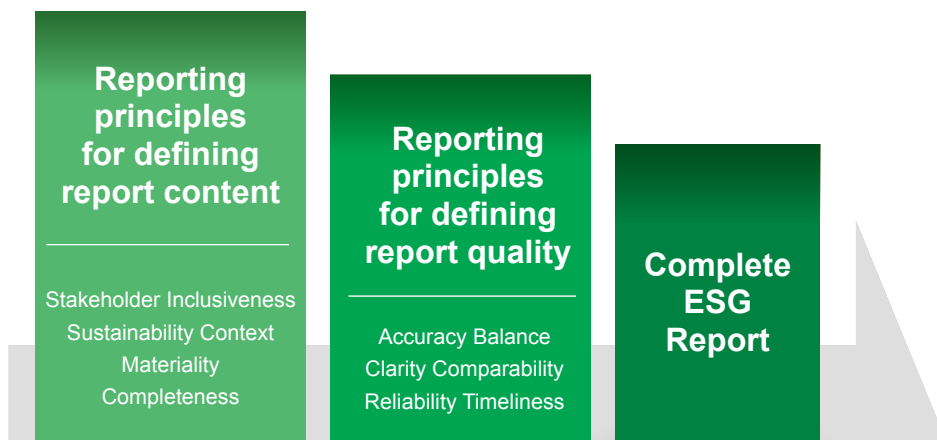 Reporting
principles
for defining
report content
Stakeholder Inclusiveness
Sustainability Context
Materiality
Completeness
Reporting
principles
for defining
report quality
Accuracy Balance
Clarity Comparability
Reliability Timeliness
Complete
ESG
Report